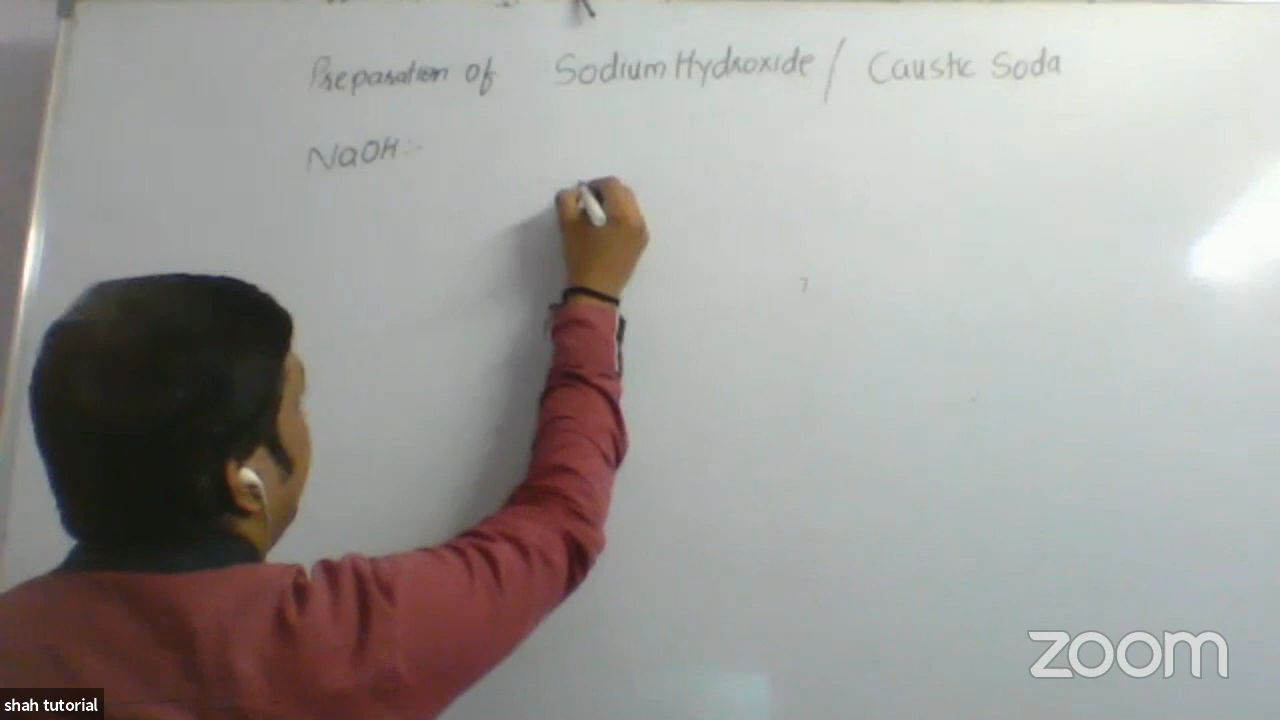 Preparation of Sodium Hydroxide / Caustic Soda
NaOH:-
zoom
shah tutorial